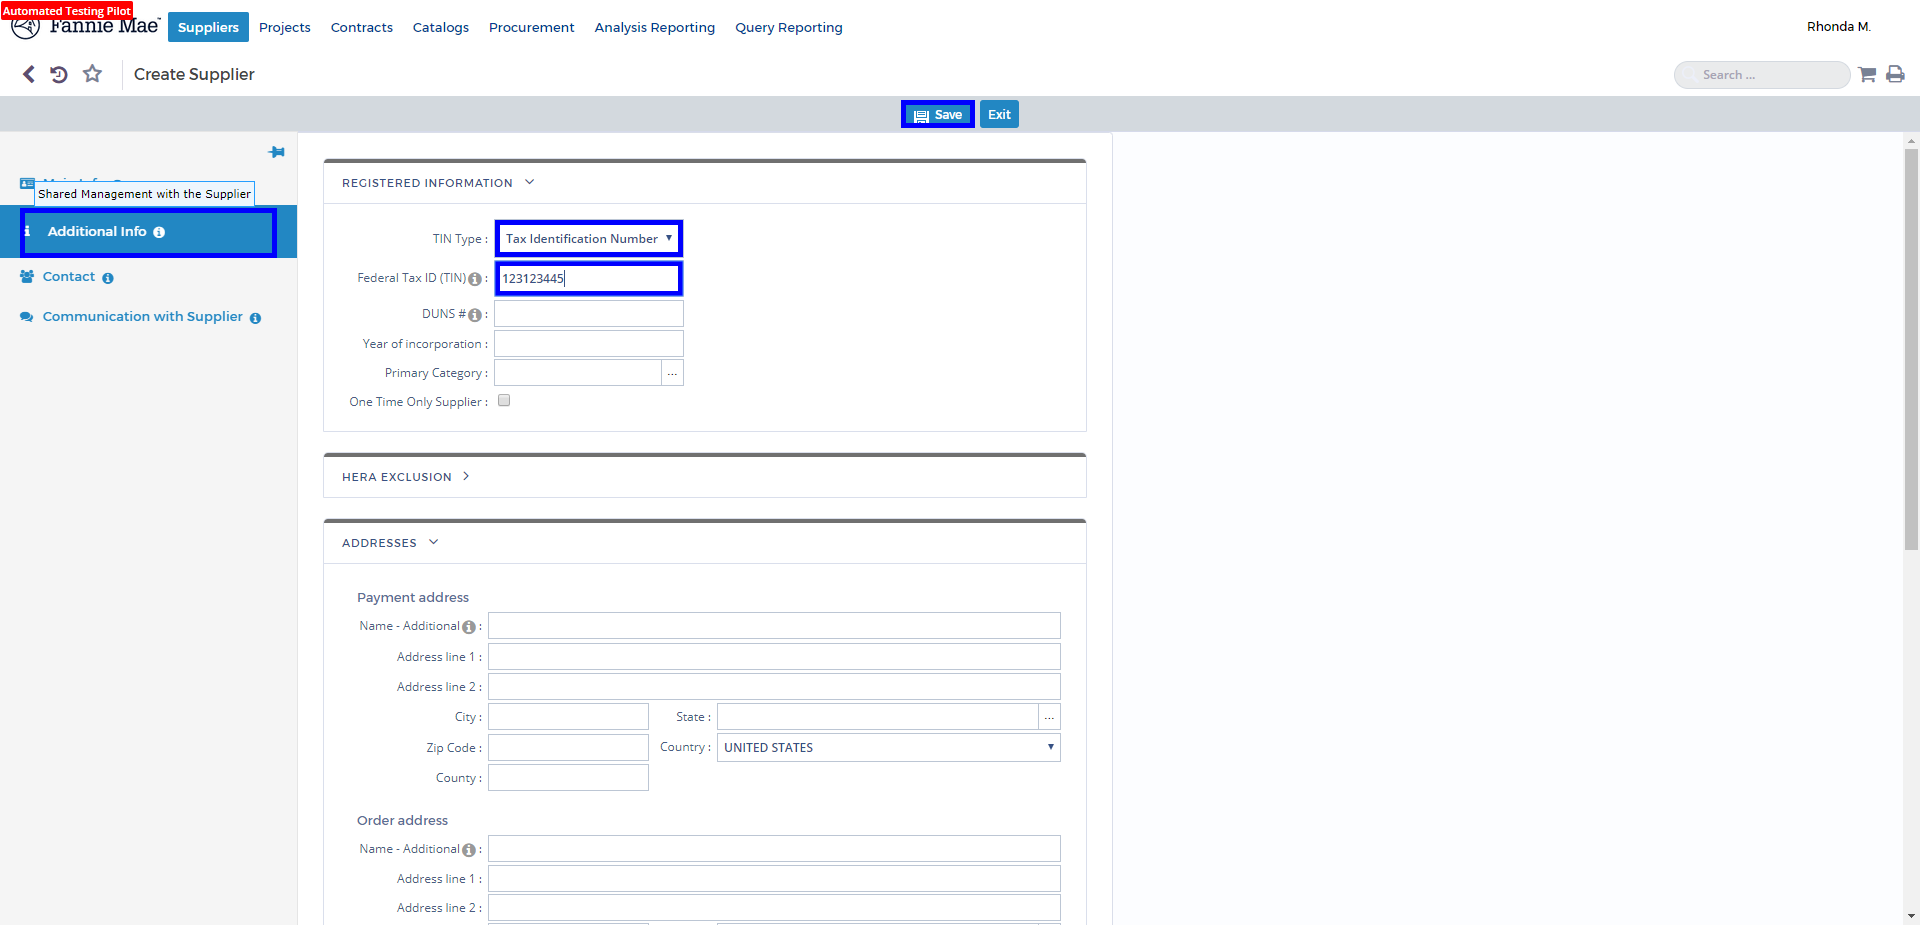 Automated Testing Pilot
Fannie Mae
Suppliers Projects Contracts Catalogs Procurement Analysis Reporting Query Reporting
Rhonda M.
Create Supplier
Search ...
Save Exit
Shared Management with the Supplier
Additional Info
Contact
Communication with Supplier
REGISTERED INFORMATION
TIN Type : Tax Identification Number
Federal Tax ID (TIN) : 123123445
DUNS # :
Year of incorporation :
Primary Category : ...
One Time Only Supplier :
HERA EXCLUSION
ADDRESSES
Payment address
Name - Additional :
Address line 1 :
Address line 2 :
City : State : ...
Zip Code : Country : UNITED STATES
County :
Order address
Name - Additional :
Address line 1 :
Address line 2 :